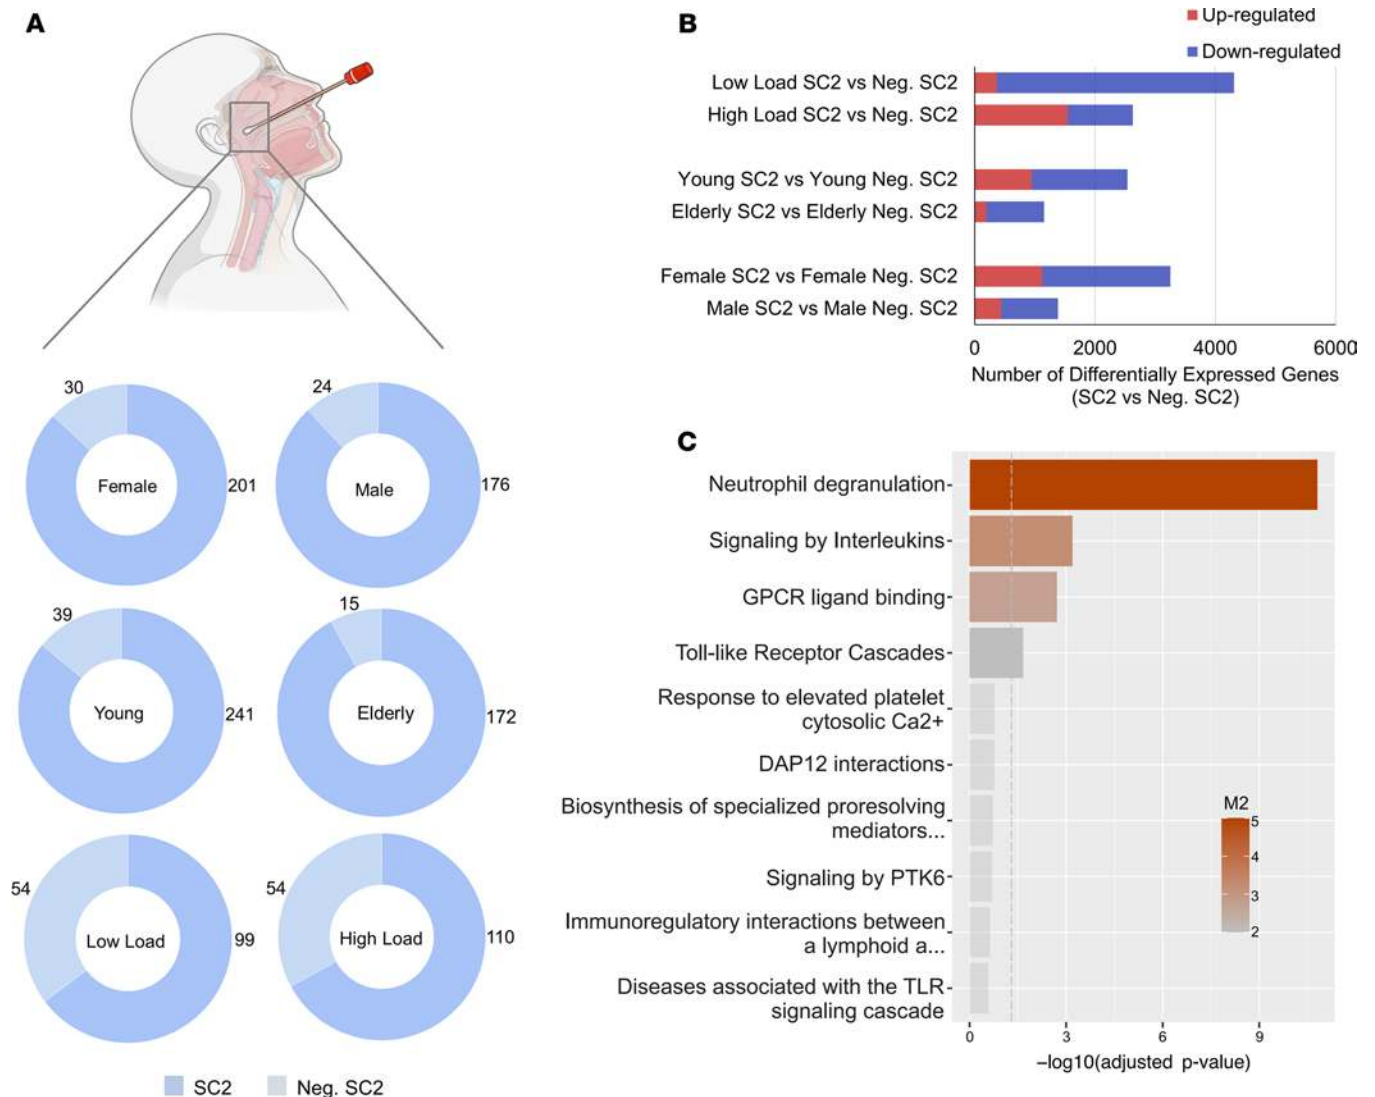 A
30
201
Female
24
176
Male
39
241
Young
15
172
Elderly
54
99
Low Load
54
110
High Load
SC2
Neg. SC2
B
Up-regulated
Down-regulated
Low Load SC2 vs Neg. SC2
High Load SC2 vs Neg. SC2
Young SC2 vs Young Neg. SC2
Elderly SC2 vs Elderly Neg. SC2
Female SC2 vs Female Neg. SC2
Male SC2 vs Male Neg. SC2
0 2000 4000 6000
Number of Differentially Expressed Genes
(SC2 vs Neg. SC2)
C
Neutrophil degranulation
Signaling by Interleukins
GPCR ligand binding
Toll-like Receptor Cascades
Response to elevated platelet
cytosolic Ca2+
DAP12 interactions
Biosynthesis of specialized proresolving
mediators...
Signaling by PTK6
Immunoregulatory interactions between
a lymphoid a...
Diseases associated with the TLR
signaling cascade
M2
5
4
3
2
0 3 6 9
−log10(adjusted p-value)